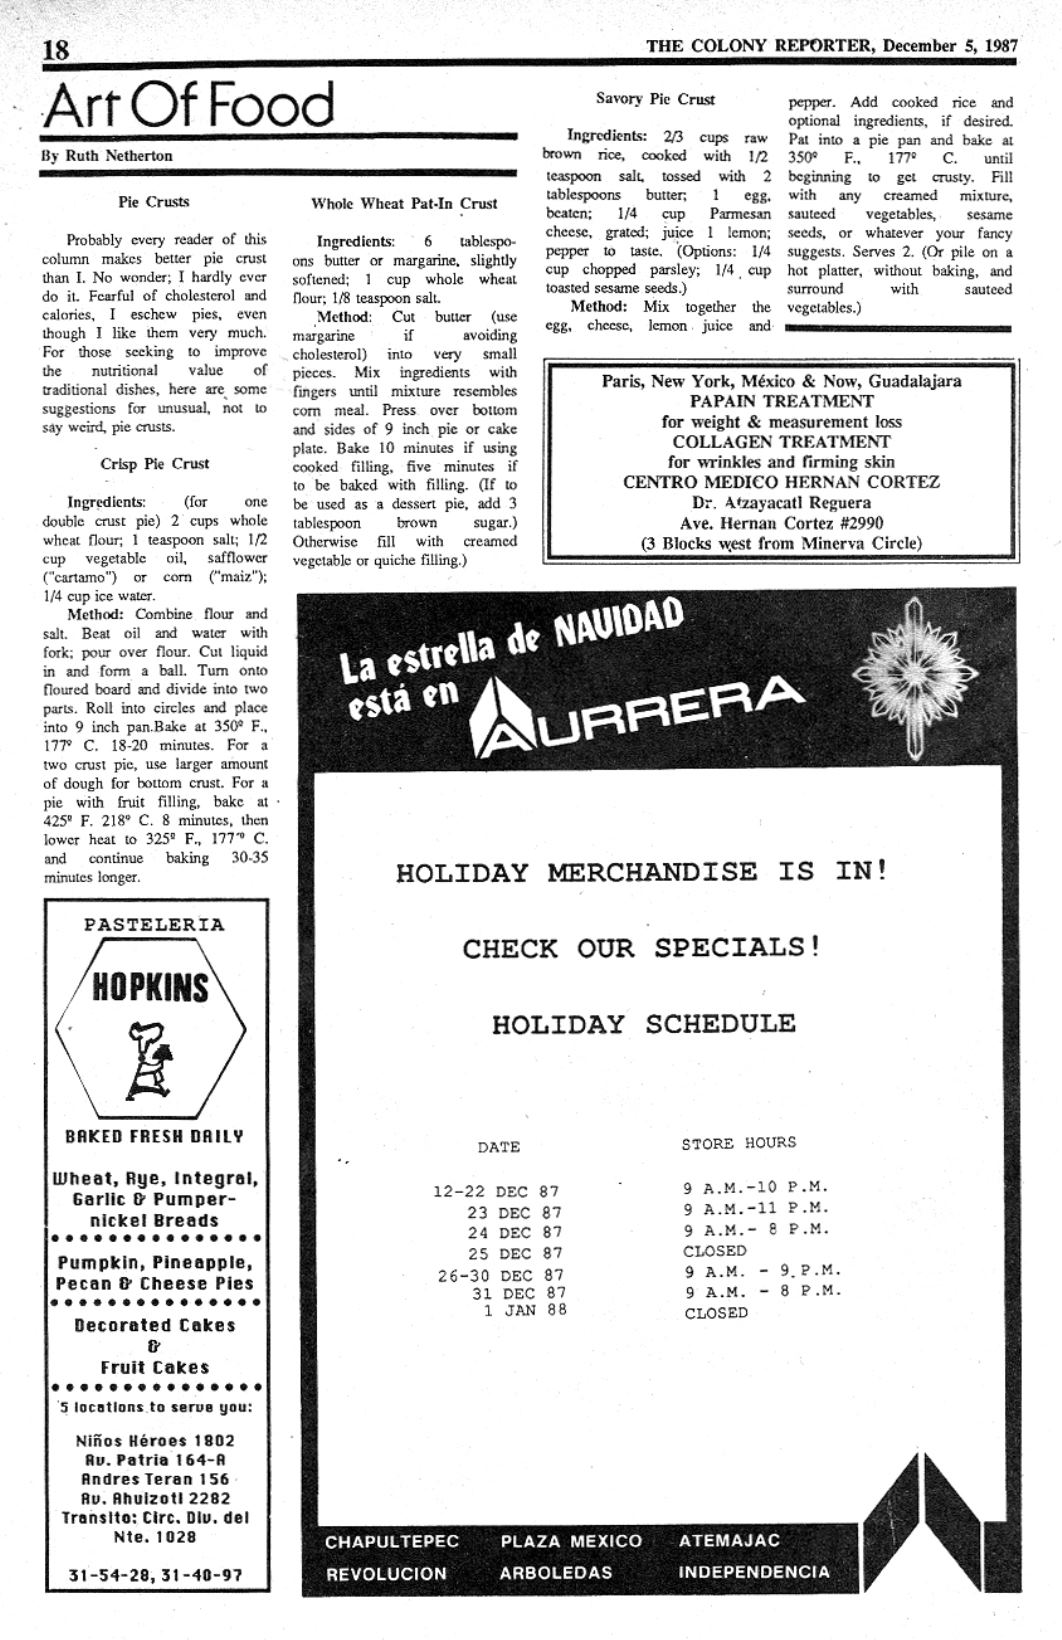 18
THE COLONY REPORTER, December 5, 1987
Art Of Food
By Ruth Netherton
Pie Crusts
Probably every reader of this
column makes better pie crust
than I. No wonder; I hardly ever
do it. Fearful of cholesterol and
calories, I eschew pies, even
though I like them very much.
For those seeking to improve
the nutritional value of
traditional dishes, here are some
suggestions for unusual, not to
say weird, pie crusts.
Crisp Pie Crust
Ingredients: (for one
double crust pie) 2 cups whole
wheat flour; 1 teaspoon salt; 1/2
cup vegetable oil, safflower
("cartamo") or corn ("maiz");
1/4 cup ice water.
Method: Combine flour and
salt. Beat oil and water with
fork; pour over flour. Cut liquid
in and form a ball. Turn onto
floured board and divide into two
parts. Roll into circles and place
into 9 inch pan.Bake at 350º F.,
177º C. 18-20 minutes. For a
two crust pie, use larger amount
of dough for bottom crust. For a
pie with fruit filling, bake at
425º F. 218º C. 8 minutes, then
lower heat to 325º F., 177º C.
and continue baking 30-35
minutes longer.
Whole Wheat Pat-In Crust
Ingredients: 6 tablespo-
ons butter or margarine, slightly
softened; 1 cup whole wheat
flour; 1/8 teaspoon salt.
Method: Cut butter (use
margarine if avoiding
cholesterol) into very small
pieces. Mix ingredients with
fingers until mixture resembles
corn meal. Press over bottom
and sides of 9 inch pie or cake
plate. Bake 10 minutes if using
cooked filling, five minutes if
to be baked with filling. (If to
be used as a dessert pie, add 3
tablespoon brown sugar.)
Otherwise fill with creamed
vegetable or quiche filling.)
Savory Pie Crust
Ingredients: 2/3 cups raw
brown rice, cooked with 1/2
teaspoon salt, tossed with 2
tablespoons butter; 1 egg,
beaten; 1/4 cup Parmesan
cheese, grated; juice 1 lemon;
pepper to taste. (Options: 1/4
cup chopped parsley; 1/4 cup
toasted sesame seeds.)
Method: Mix together the
egg, cheese, lemon juice and
pepper. Add cooked rice and
optional ingredients, if desired.
Pat into a pie pan and bake at
350º F., 177º C. until
beginning to get crusty. Fill
with any creamed mixture,
sauteed vegetables, sesame
seeds, or whatever your fancy
suggests. Serves 2. (Or pile on a
hot platter, without baking, and
surround with sauteed
vegetables.)
Paris, New York, México & Now, Guadalajara
PAPAIN TREATMENT
for weight & measurement loss
COLLAGEN TREATMENT
for wrinkles and firming skin
CENTRO MEDICO HERNAN CORTEZ
Dr. Atzayacatl Reguera
Ave. Hernan Cortez #2990
(3 Blocks west from Minerva Circle)
La estrella de NAVIDAD
está en AURRERA
HOLIDAY MERCHANDISE IS IN!
CHECK OUR SPECIALS!
HOLIDAY SCHEDULE
DATE STORE HOURS
12-22 DEC 87 9 A.M.-10 P.M.
23 DEC 87 9 A.M.-11 P.M.
24 DEC 87 9 A.M.- 8 P.M.
25 DEC 87 CLOSED
26-30 DEC 87 9 A.M. - 9.P.M.
31 DEC 87 9 A.M. - 8 P.M.
1 JAN 88 CLOSED
CHAPULTEPEC PLAZA MEXICO ATEMAJAC
REVOLUCION ARBOLEDAS INDEPENDENCIA
PASTELERIA
HOPKINS
BAKED FRESH DAILY
Wheat, Rye, Integral,
Garlic & Pumper-
nickel Breads
Pumpkin, Pineapple,
Pecan & Cheese Pies
Decorated Cakes
&
Fruit Cakes
5 locations to serve you:
Niños Héroes 1802
Av. Patria 164-A
Andres Teran 156
Av. Ahuizotl 2282
Transito: Circ. Div. del
Nte. 1028
31-54-28, 31-40-97